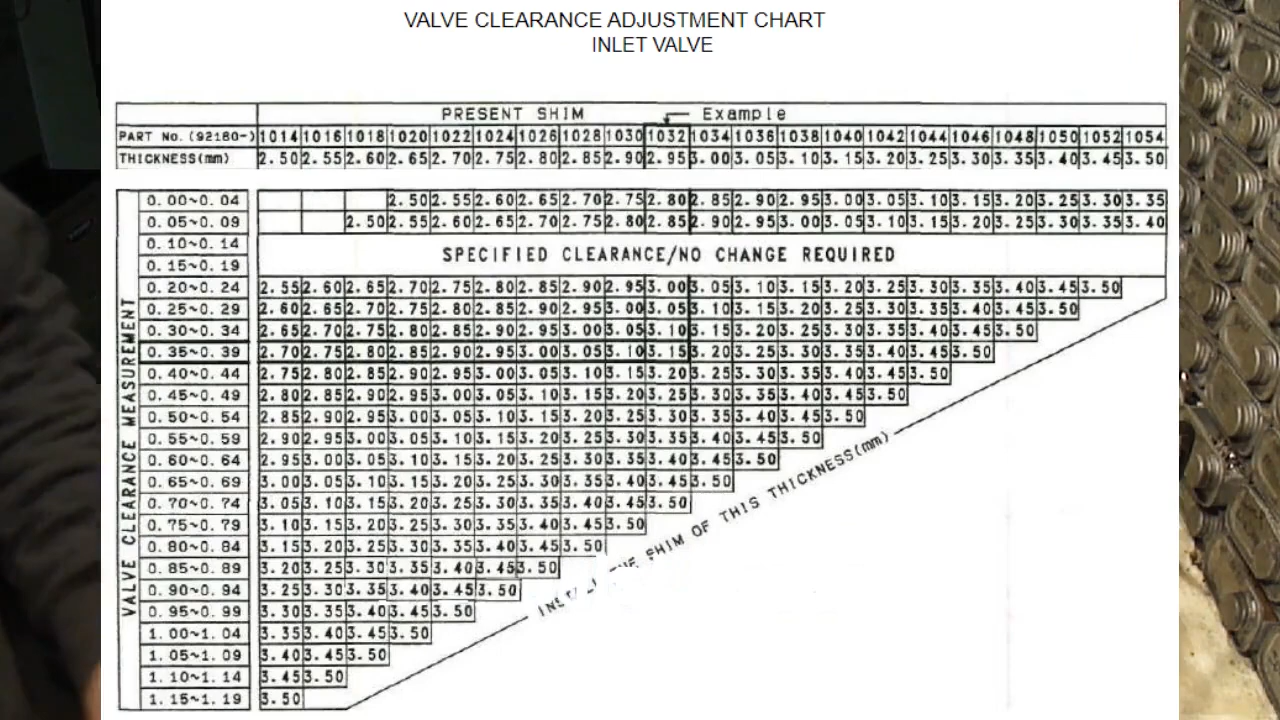 VALVE CLEARANCE ADJUSTMENT CHART
INLET VALVE
PRESENT SHIM Example
PART No. (92180-) 1014 1016 1018 1020 1022 1024 1026 1028 1030 1032 1034 1036 1038 1040 1042 1044 1046 1048 1050 1052 1054
THICKNESS(mm) 2.50 2.55 2.60 2.65 2.70 2.75 2.80 2.85 2.90 2.95 3.00 3.05 3.10 3.15 3.20 3.25 3.30 3.35 3.40 3.45 3.50
VALVE CLEARANCE MEASUREMENT
0.00~0.04 2.50 2.55 2.60 2.65 2.70 2.75 2.80 2.85 2.90 2.95 3.00 3.05 3.10 3.15 3.20 3.25 3.30 3.35
0.05~0.09 2.50 2.55 2.60 2.65 2.70 2.75 2.80 2.85 2.90 2.95 3.00 3.05 3.10 3.15 3.20 3.25 3.30 3.35 3.40
0.10~0.14
SPECIFIED CLEARANCE/NO CHANGE REQUIRED
0.15~0.19
0.20~0.24 2.55 2.60 2.65 2.70 2.75 2.80 2.85 2.90 2.95 3.00 3.05 3.10 3.15 3.20 3.25 3.30 3.35 3.40 3.45 3.50
0.25~0.29 2.60 2.65 2.70 2.75 2.80 2.85 2.90 2.95 3.00 3.05 3.10 3.15 3.20 3.25 3.30 3.35 3.40 3.45 3.50
0.30~0.34 2.65 2.70 2.75 2.80 2.85 2.90 2.95 3.00 3.05 3.10 3.15 3.20 3.25 3.30 3.35 3.40 3.45 3.50
0.35~0.39 2.70 2.75 2.80 2.85 2.90 2.95 3.00 3.05 3.10 3.15 3.20 3.25 3.30 3.35 3.40 3.45 3.50
0.40~0.44 2.75 2.80 2.85 2.90 2.95 3.00 3.05 3.10 3.15 3.20 3.25 3.30 3.35 3.40 3.45 3.50
0.45~0.49 2.80 2.85 2.90 2.95 3.00 3.05 3.10 3.15 3.20 3.25 3.30 3.35 3.40 3.45 3.50
0.50~0.54 2.85 2.90 2.95 3.00 3.05 3.10 3.15 3.20 3.25 3.30 3.35 3.40 3.45 3.50
0.55~0.59 2.90 2.95 3.00 3.05 3.10 3.15 3.20 3.25 3.30 3.35 3.40 3.45 3.50
0.60~0.64 2.95 3.00 3.05 3.10 3.15 3.20 3.25 3.30 3.35 3.40 3.45 3.50
0.65~0.69 3.00 3.05 3.10 3.15 3.20 3.25 3.30 3.35 3.40 3.45 3.50
0.70~0.74 3.05 3.10 3.15 3.20 3.25 3.30 3.35 3.40 3.45 3.50
0.75~0.79 3.10 3.15 3.20 3.25 3.30 3.35 3.40 3.45 3.50
0.80~0.84 3.15 3.20 3.25 3.30 3.35 3.40 3.45 3.50
0.85~0.89 3.20 3.25 3.30 3.35 3.40 3.45 3.50
0.90~0.94 3.25 3.30 3.35 3.40 3.45 3.50
0.95~0.99 3.30 3.35 3.40 3.45 3.50
1.00~1.04 3.35 3.40 3.45 3.50
1.05~1.09 3.40 3.45 3.50
1.10~1.14 3.45 3.50
1.15~1.19 3.50
SHIM OF THIS THICKNESS(mm)